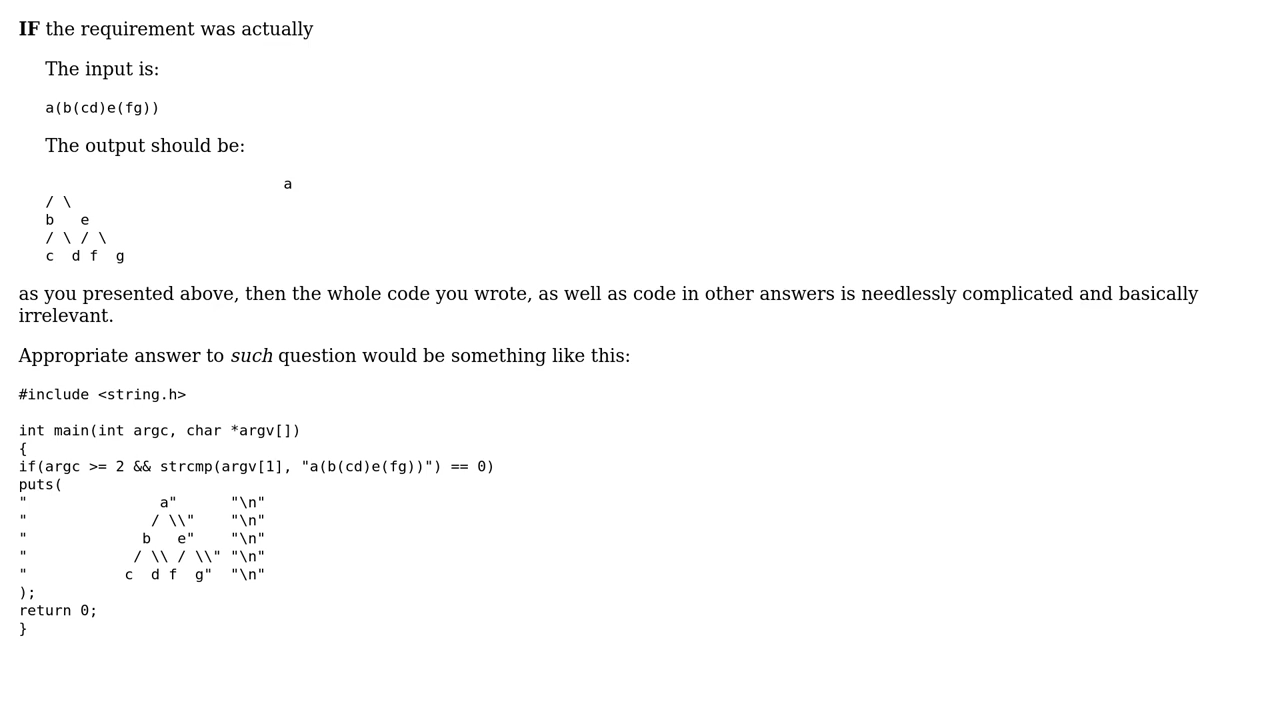 IF the requirement was actually
The input is:
a(b(cd)e(fg))
The output should be:
                           a
/ \
b   e
/ \ / \
c  d f  g
as you presented above, then the whole code you wrote, as well as code in other answers is needlessly complicated and basically
irrelevant.
Appropriate answer to such question would be something like this:
#include <string.h>
int main(int argc, char *argv[])
{
if(argc >= 2 && strcmp(argv[1], "a(b(cd)e(fg))") == 0)
puts(
"               a"      "\n"
"              / \\"    "\n"
"             b   e"    "\n"
"            / \\ / \\" "\n"
"           c  d f  g"  "\n"
);
return 0;
}